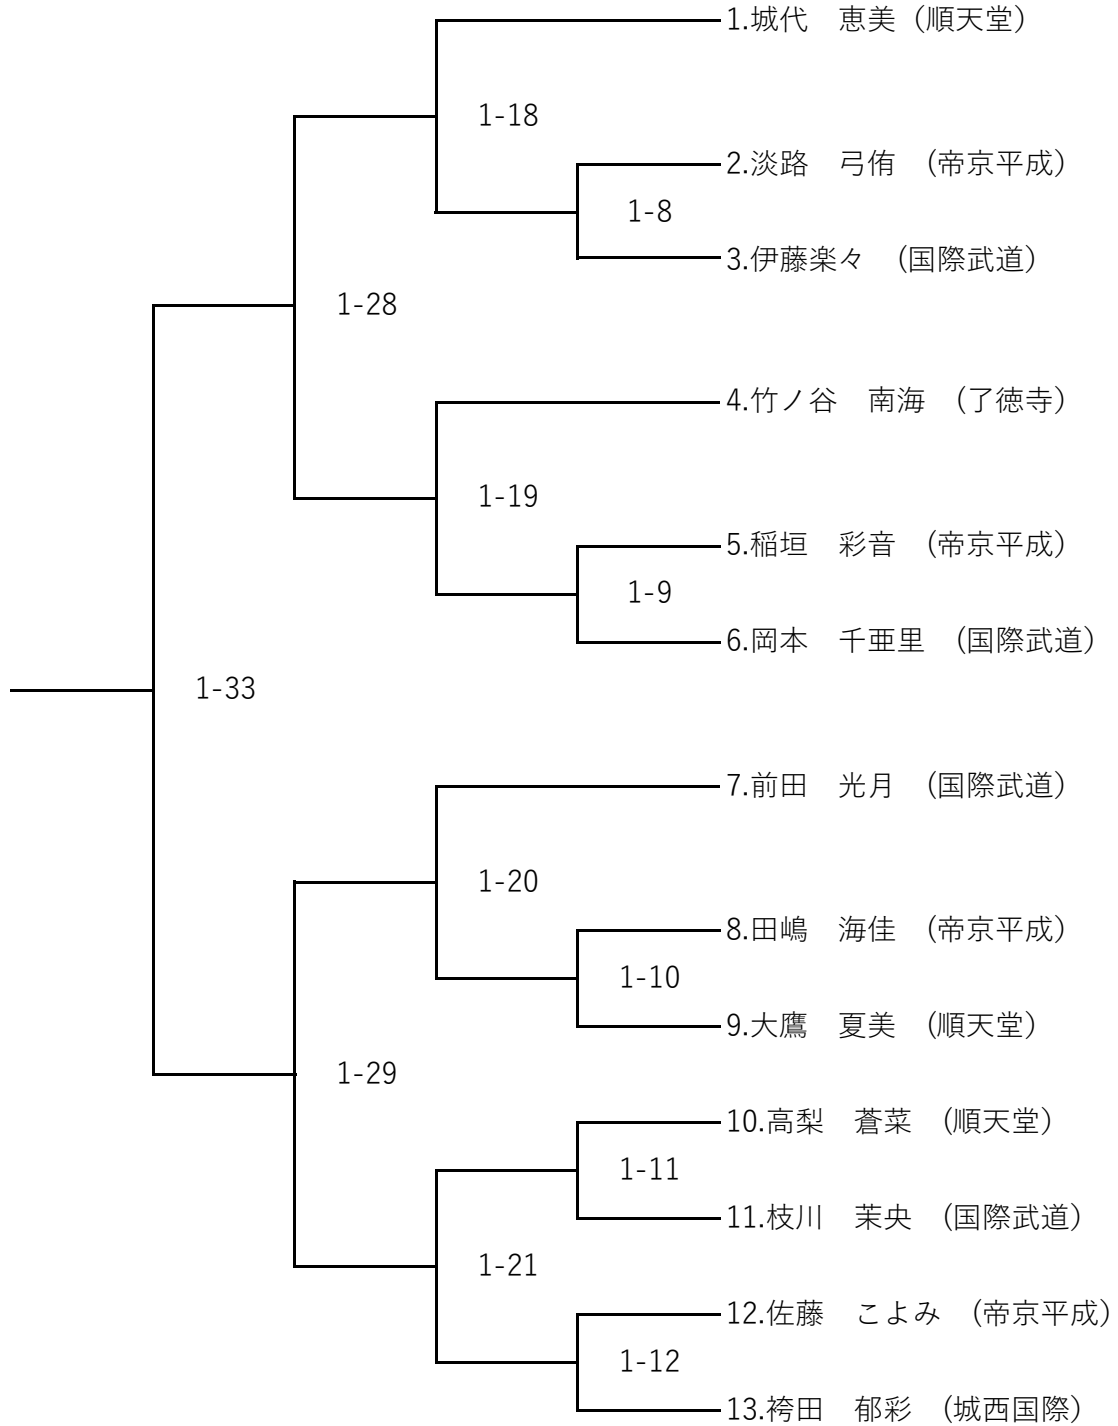 1.城代　恵美（順天堂）
1-18
2.淡路　弓侑　（帝京平成）
1-8
3.伊藤楽々　（国際武道）
1-28
4.竹ノ谷　南海　（了徳寺）
1-19
5.稲垣　彩音　（帝京平成）
1-9
6.岡本　千亜里　（国際武道）
1-33
7.前田　光月　（国際武道）
1-20
8.田嶋　海佳　（帝京平成）
1-10
9.大鷹　夏美　（順天堂）
1-29
10.高梨　蒼菜　（順天堂）
1-11
11.枝川　茉央　（国際武道）
1-21
12.佐藤　こよみ　（帝京平成）
1-12
13.袴田　郁彩　（城西国際）